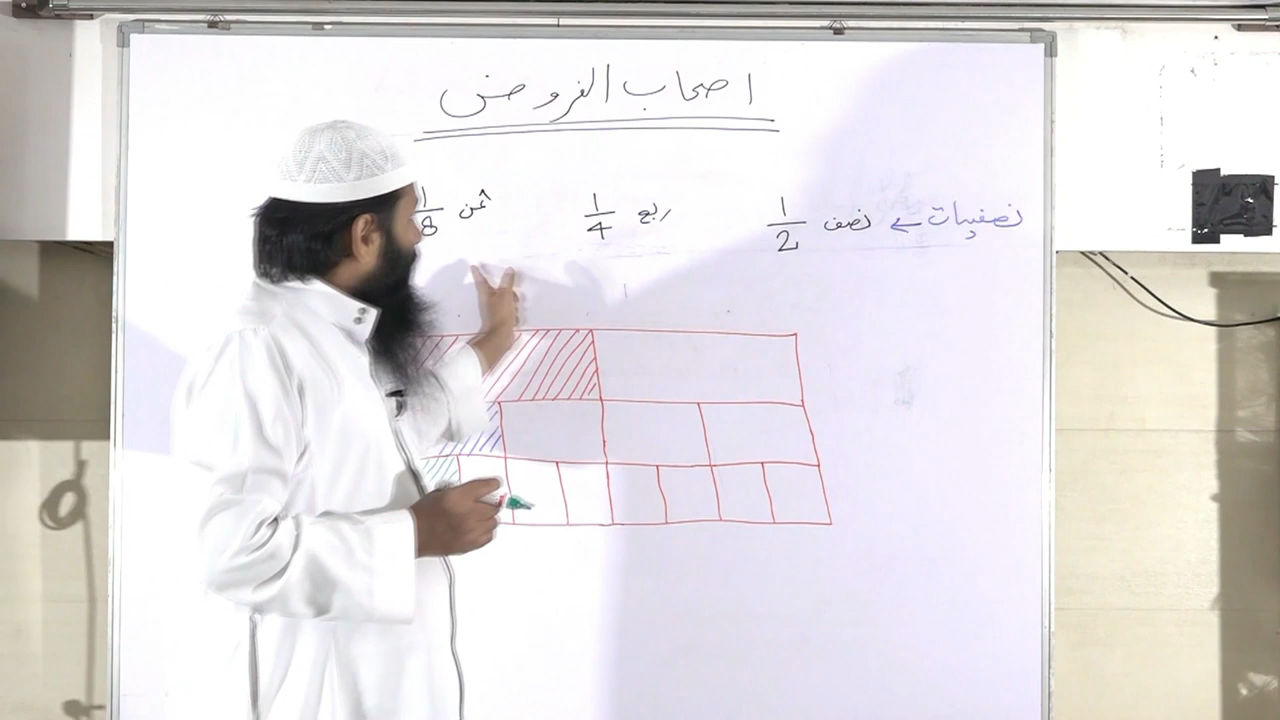 اصحاب الفروض
نصفیات ← نصف 1/2 ربع 1/4 ثمن 1/8